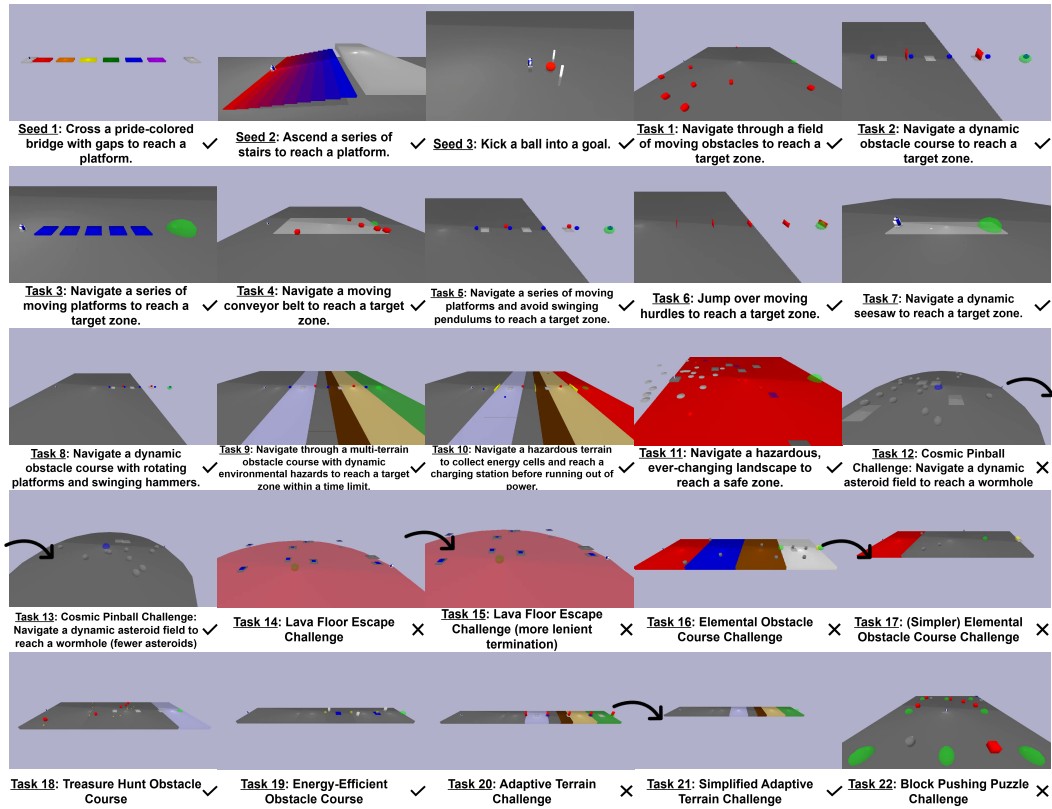 Seed 1: Cross a pride-colored
bridge with gaps to reach a
platform.
Seed 2: Ascend a series of
stairs to reach a platform.
Seed 3: Kick a ball into a goal.
Task 1: Navigate through a field
of moving obstacles to reach a
target zone.
Task 2: Navigate a dynamic
obstacle course to reach a
target zone.
Task 3: Navigate a series of
moving platforms to reach a
target zone.
Task 4: Navigate a moving
conveyor belt to reach a target
zone.
Task 5: Navigate a series of moving
platforms and avoid swinging
pendulums to reach a target zone.
Task 6: Jump over moving
hurdles to reach a target zone.
Task 7: Navigate a dynamic
seesaw to reach a target zone.
Task 8: Navigate a dynamic
obstacle course with rotating
platforms and swinging hammers.
Task 9: Navigate through a multi-terrain
obstacle course with dynamic
environmental hazards to reach a target
zone within a time limit.
Task 10: Navigate a hazardous terrain
to collect energy cells and reach a
charging station before running out of
power.
Task 11: Navigate a hazardous,
ever-changing landscape to
reach a safe zone.
Task 12: Cosmic Pinball
Challenge: Navigate a dynamic
asteroid field to reach a wormhole
Task 13: Cosmic Pinball Challenge:
Navigate a dynamic asteroid field to
reach a wormhole (fewer asteroids)
Task 14: Lava Floor Escape
Challenge
Task 15: Lava Floor Escape
Challenge (more lenient
termination)
Task 16: Elemental Obstacle
Course Challenge
Task 17: (Simpler) Elemental
Obstacle Course Challenge
Task 18: Treasure Hunt Obstacle
Course
Task 19: Energy-Efficient
Obstacle Course
Task 20: Adaptive Terrain
Challenge
Task 21: Simplified Adaptive
Terrain Challenge
Task 22: Block Pushing Puzzle
Challenge